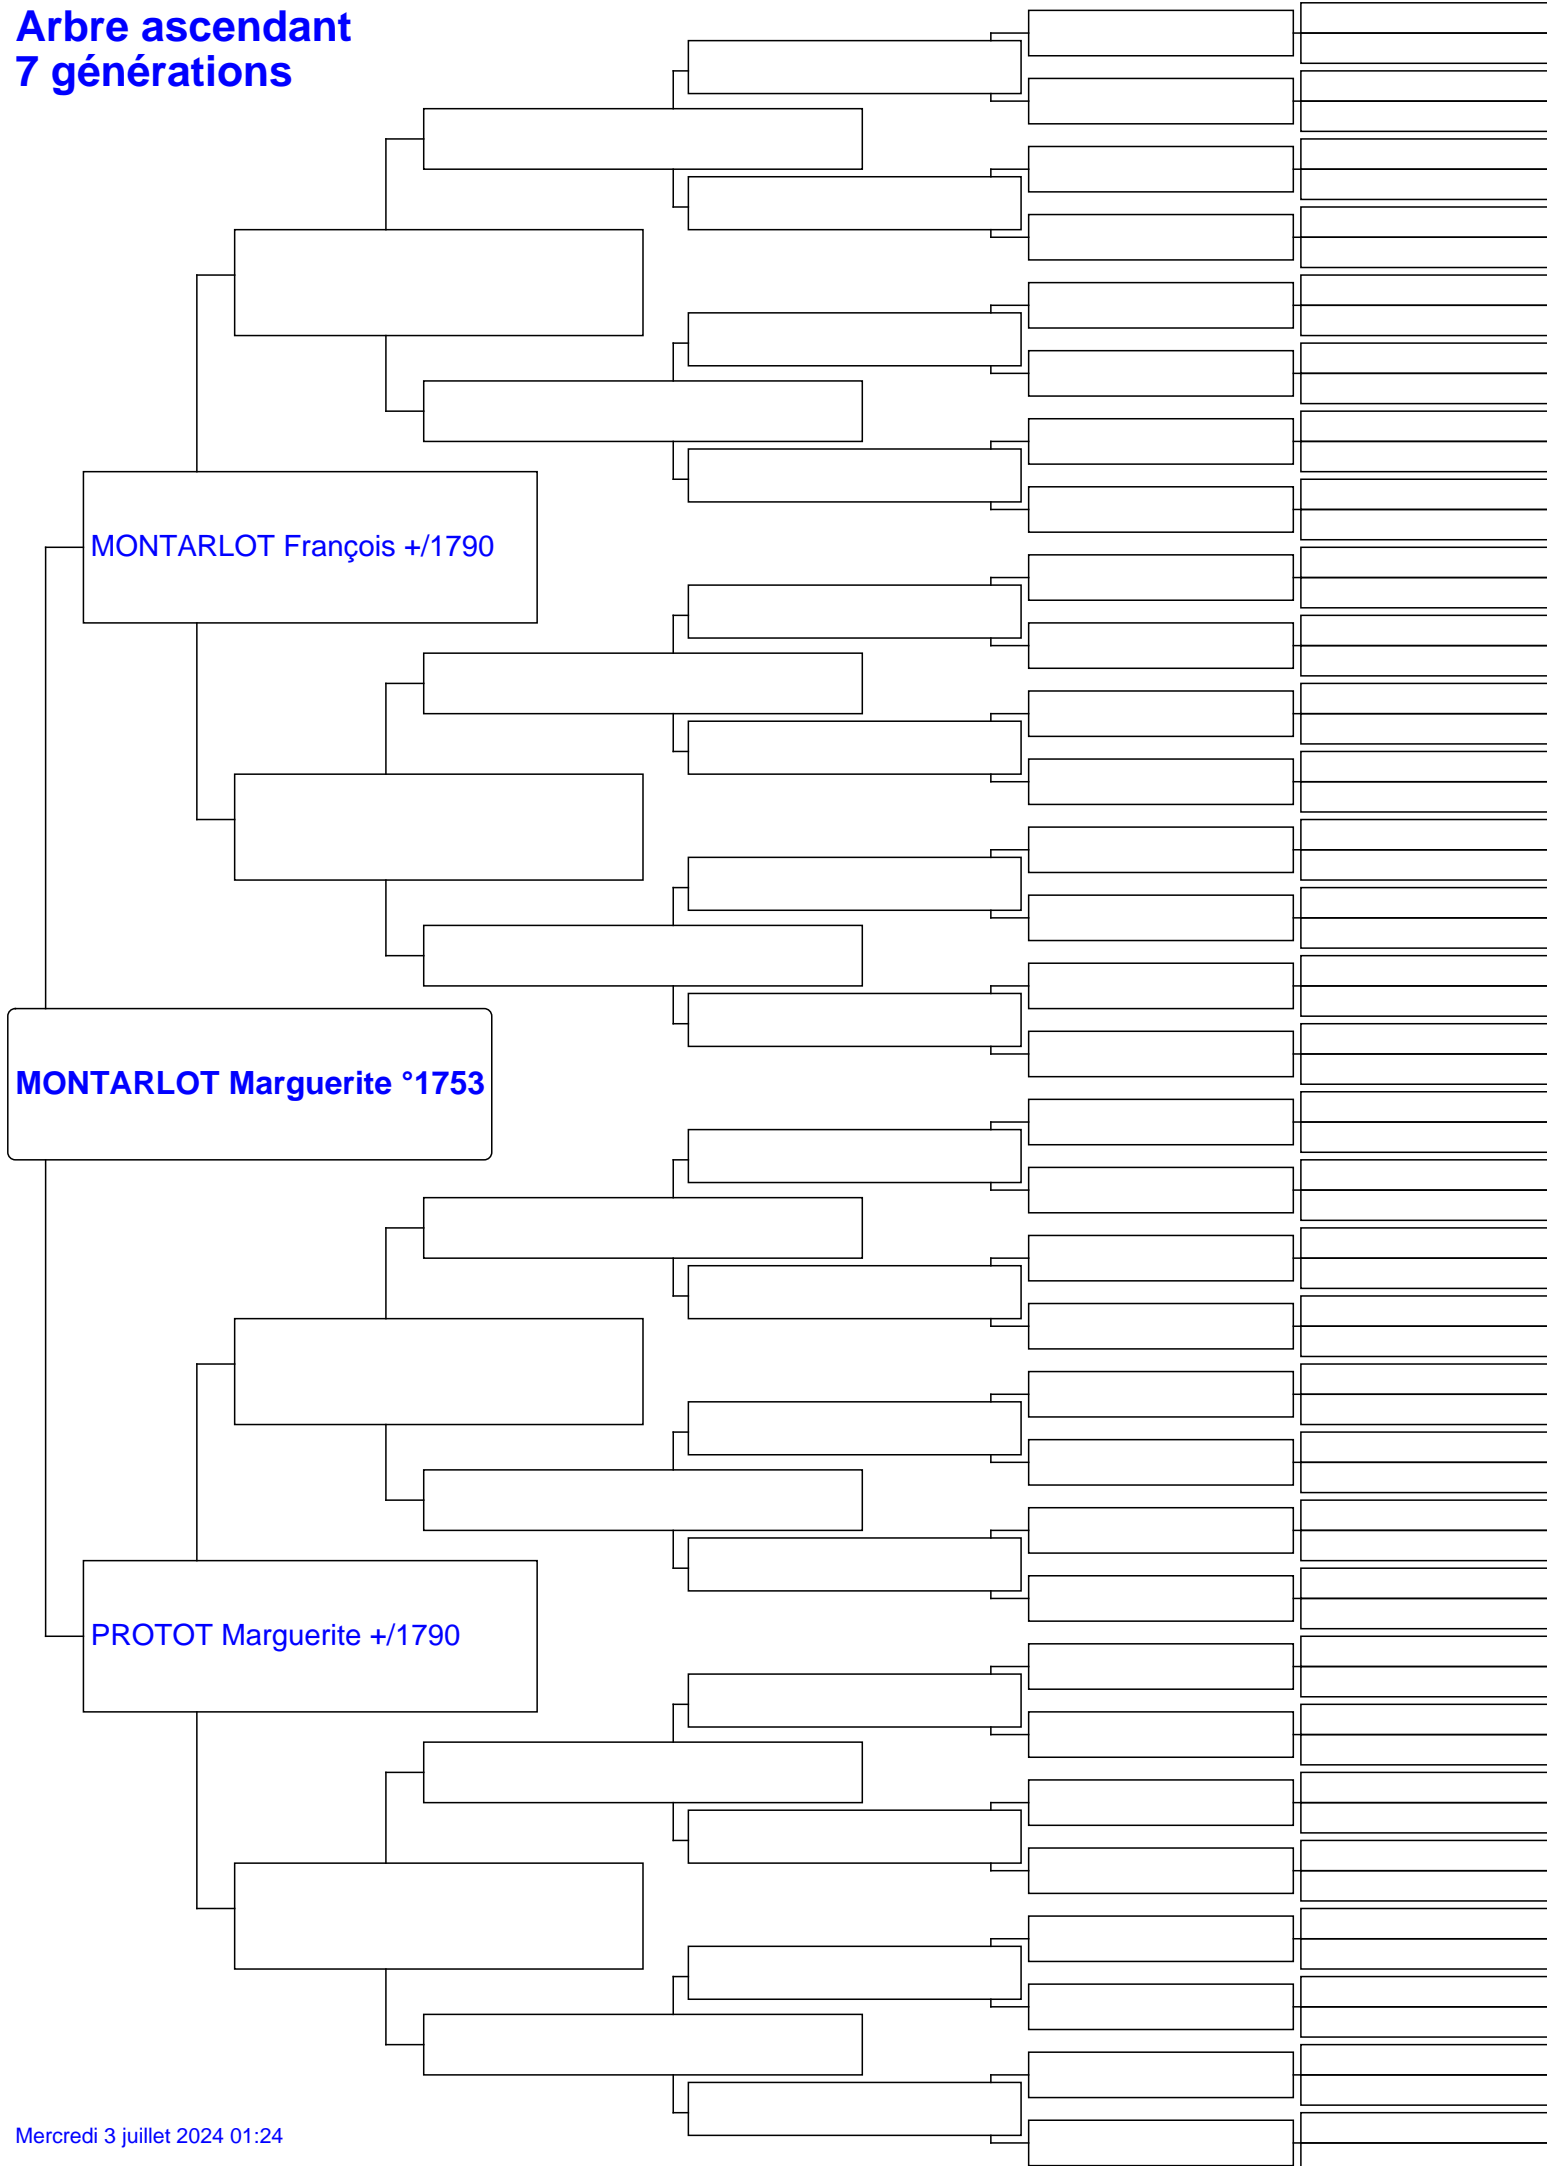 Arbre ascendant
7 générations
MONTARLOT François +/1790
MONTARLOT Marguerite °1753
PROTOT Marguerite +/1790
Mercredi 3 juillet 2024 01:24